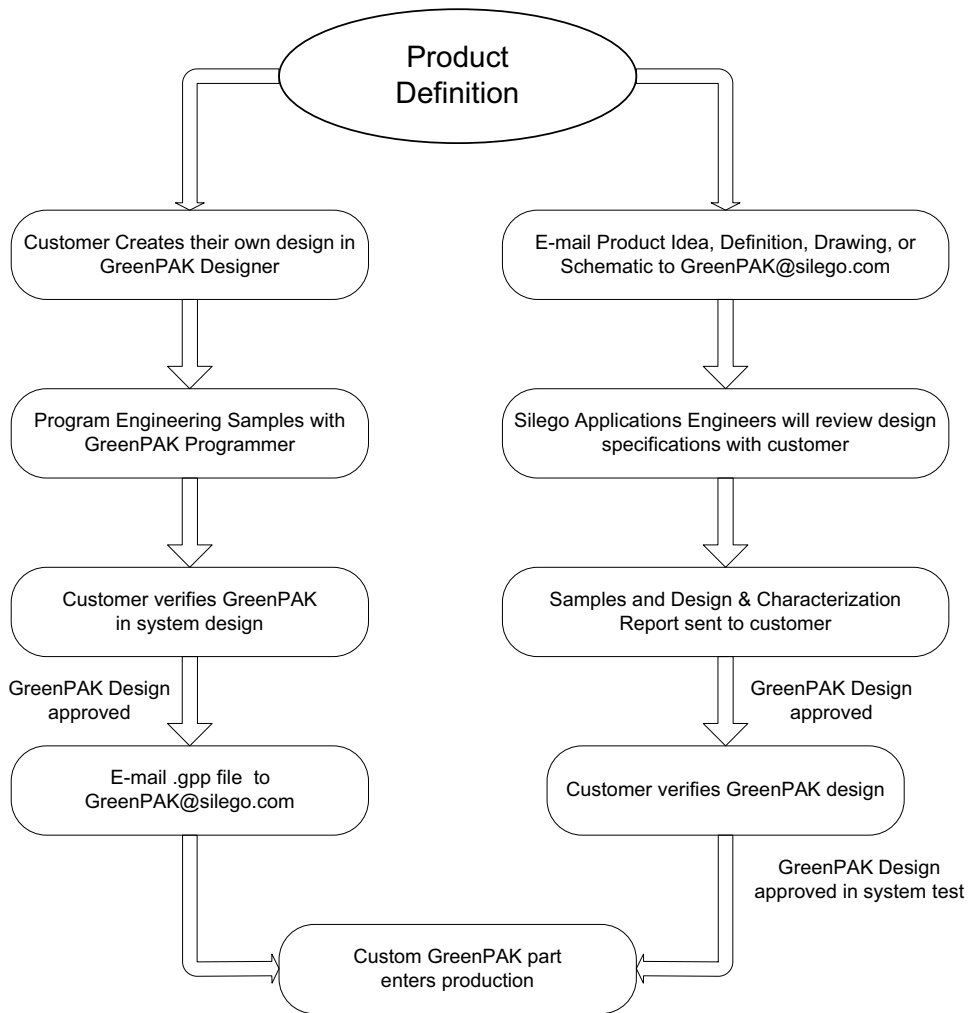 Product
Definition
Customer Creates their own design in
GreenPAK Designer
E-mail Product Idea, Definition, Drawing, or
Schematic to GreenPAK@silego.com
Program Engineering Samples with
GreenPAK Programmer
Silego Applications Engineers will review design
specifications with customer
Customer verifies GreenPAK
in system design
Samples and Design & Characterization
Report sent to customer
GreenPAK Design
approved
GreenPAK Design
approved
E-mail .gpp file to
GreenPAK@silego.com
Customer verifies GreenPAK design
GreenPAK Design
approved in system test
Custom GreenPAK part
enters production